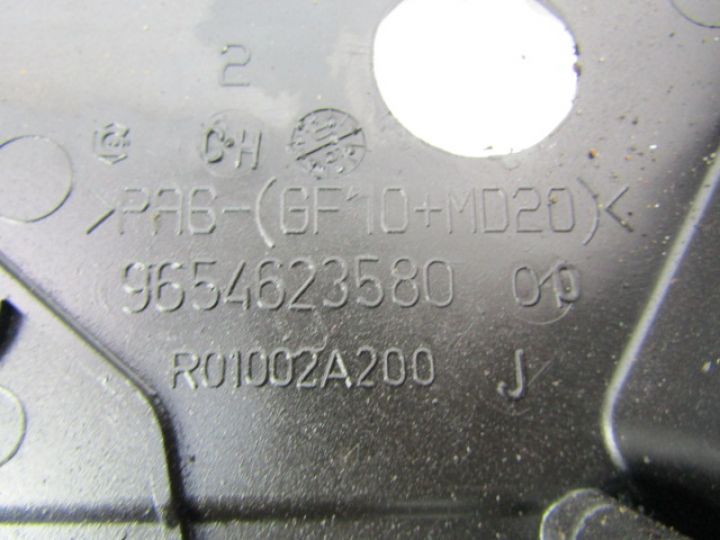 2
C-H
>PA6-(GF10+MD20)<
9654623580 00
R01002A200 J